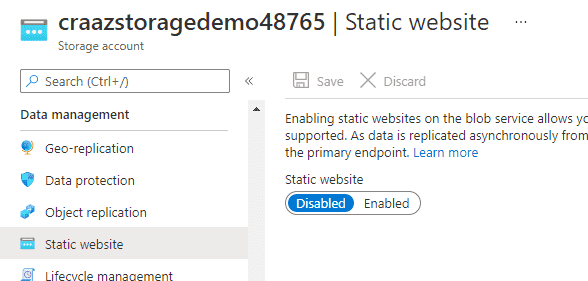 craazstoragedemo48765 | Static website ...
Storage account
Search (Ctrl+/)
«
Data management
Geo-replication
Data protection
Object replication
Static website
Lifecycle management
Save
Discard
Enabling static websites on the blob service allows
supported. As data is replicated asynchronously from
the primary endpoint. Learn more
Static website
Disabled Enabled